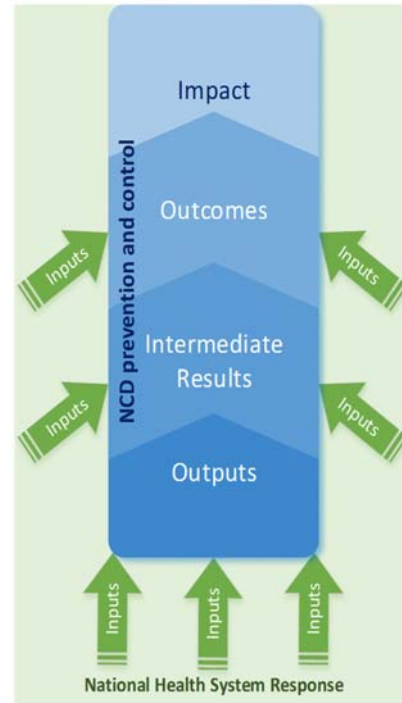 Impact
NCD prevention and control
Outcomes
Inputs
Inputs
Intermediate
Results
Inputs
Inputs
Outputs
Inputs
Inputs
Inputs
National Health System Response